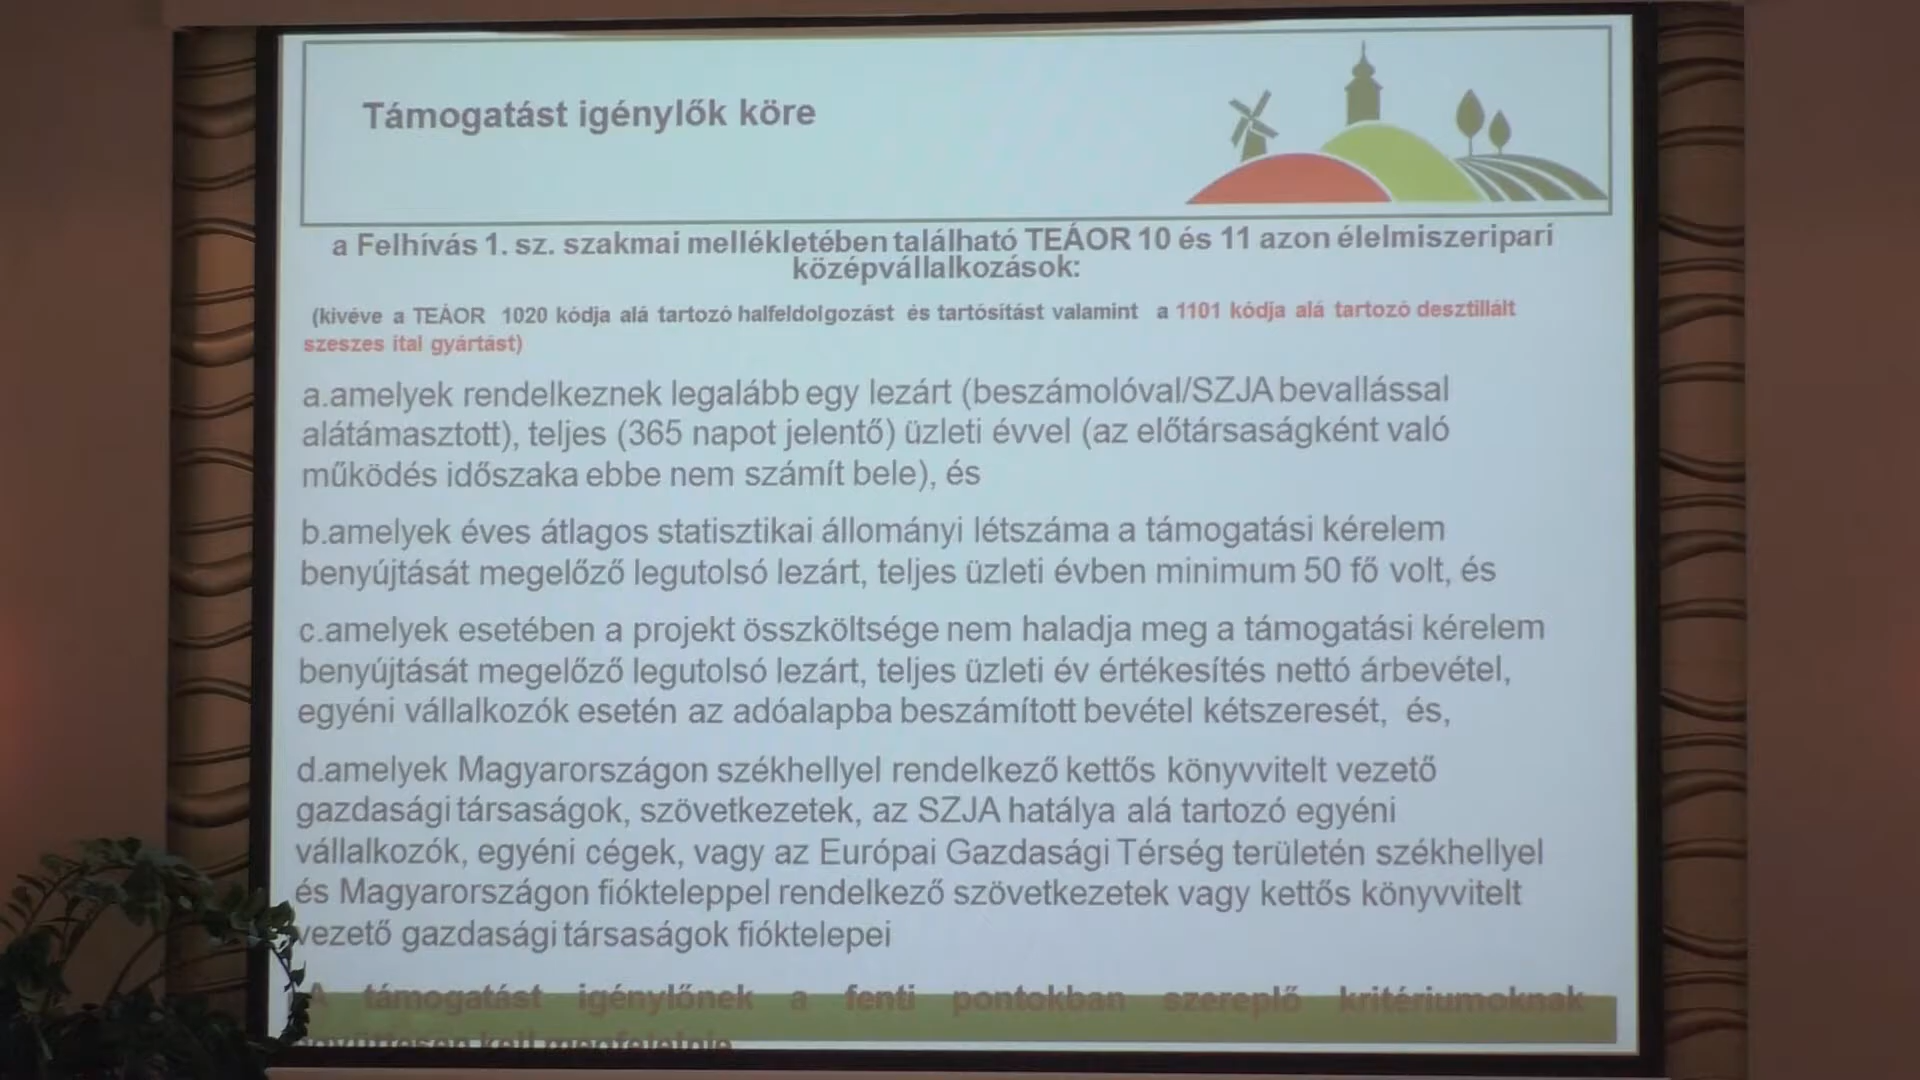 Támogatást igénylők köre
a Felhívás 1. sz. szakmai mellékletében található TEÁOR 10 és 11 azon élelmiszeripari
középvállalkozások:
(kivéve a TEÁOR 1020 kódja alá tartozó halfeldolgozást és tartósítást valamint a 1101 kódja alá tartozó desztillált
szeszes ital gyártást)
a.amelyek rendelkeznek legalább egy lezárt (beszámolóval/SZJA bevallással
alátámasztott), teljes (365 napot jelentő) üzleti évvel (az előtársaságként való
működés időszaka ebbe nem számít bele), és
b.amelyek éves átlagos statisztikai állományi létszáma a támogatási kérelem
benyújtását megelőző legutolsó lezárt, teljes üzleti évben minimum 50 fő volt, és
c.amelyek esetében a projekt összköltsége nem haladja meg a támogatási kérelem
benyújtását megelőző legutolsó lezárt, teljes üzleti év értékesítés nettó árbevétel,
egyéni vállalkozók esetén az adóalapba beszámított bevétel kétszeresét, és,
d.amelyek Magyarországon székhellyel rendelkező kettős könyvvitelt vezető
gazdasági társaságok, szövetkezetek, az SZJA hatálya alá tartozó egyéni
vállalkozók, egyéni cégek, vagy az Európai Gazdasági Térség területén székhellyel
és Magyarországon fiókteleppel rendelkező szövetkezetek vagy kettős könyvvitelt
vezető gazdasági társaságok fióktelepei
A támogatást igénylőnek a fenti pontokban szereplő kritériumoknak
kell megfelelnie